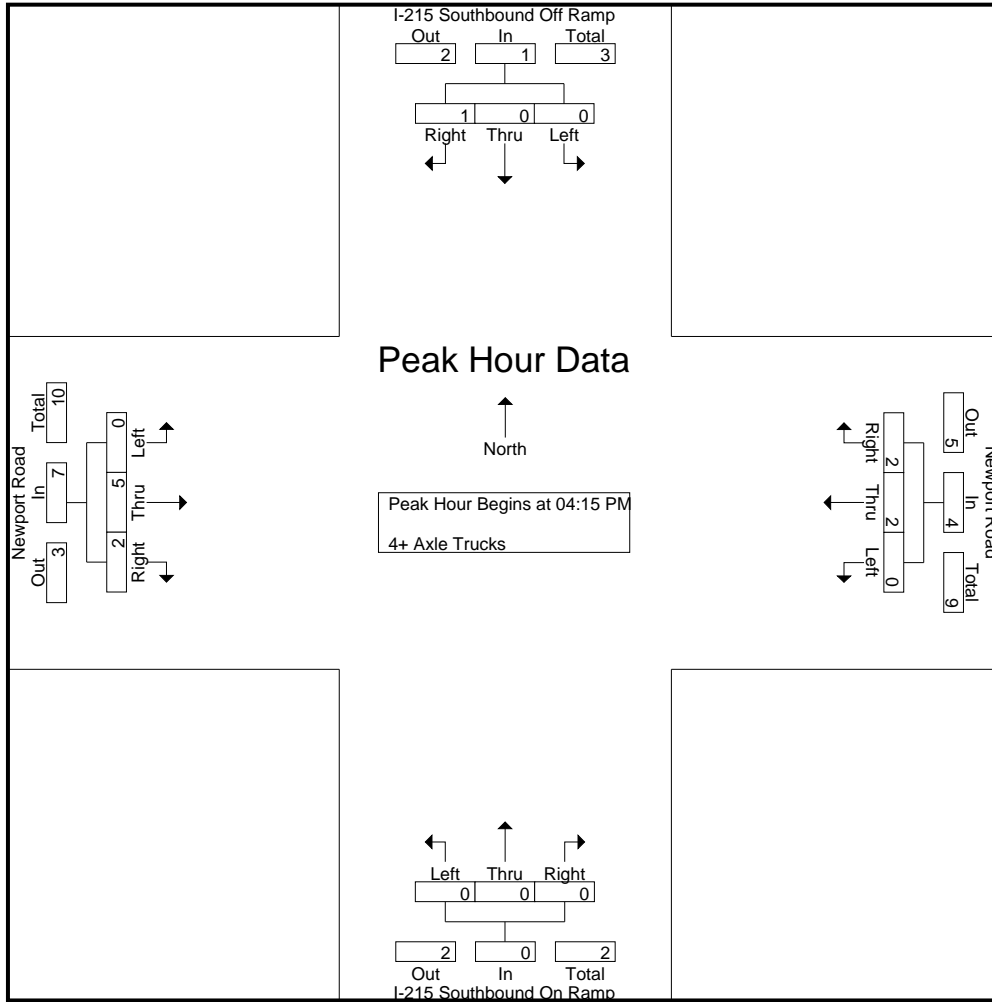 I-215 Southbound Off Ramp
Out In Total
2 1 3
1 0 0
Right Thru Left
Peak Hour Data
North
Peak Hour Begins at 04:15 PM
4+ Axle Trucks
Newport Road
Out In Total
3 7 10
Left Thru Right
0 5 2
Newport Road
Out In Total
5 4 9
Right Thru Left
2 2 0
Left Thru Right
0 0 0
2 0 2
Out In Total
I-215 Southbound On Ramp